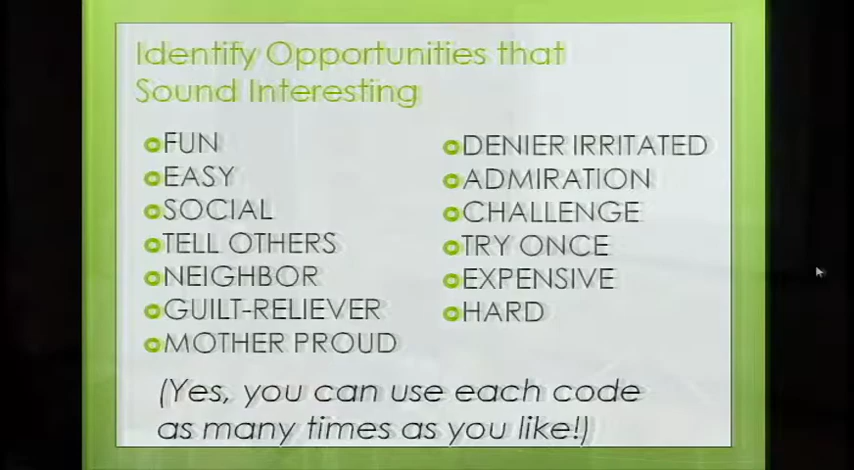 Identify Opportunities that
Sound Interesting
FUN
EASY
SOCIAL
TELL OTHERS
NEIGHBOR
GUILT-RELIEVER
MOTHER PROUD
DENIER IRRITATED
ADMIRATION
CHALLENGE
TRY ONCE
EXPENSIVE
HARD
(Yes, you can use each code
as many times as you like!)